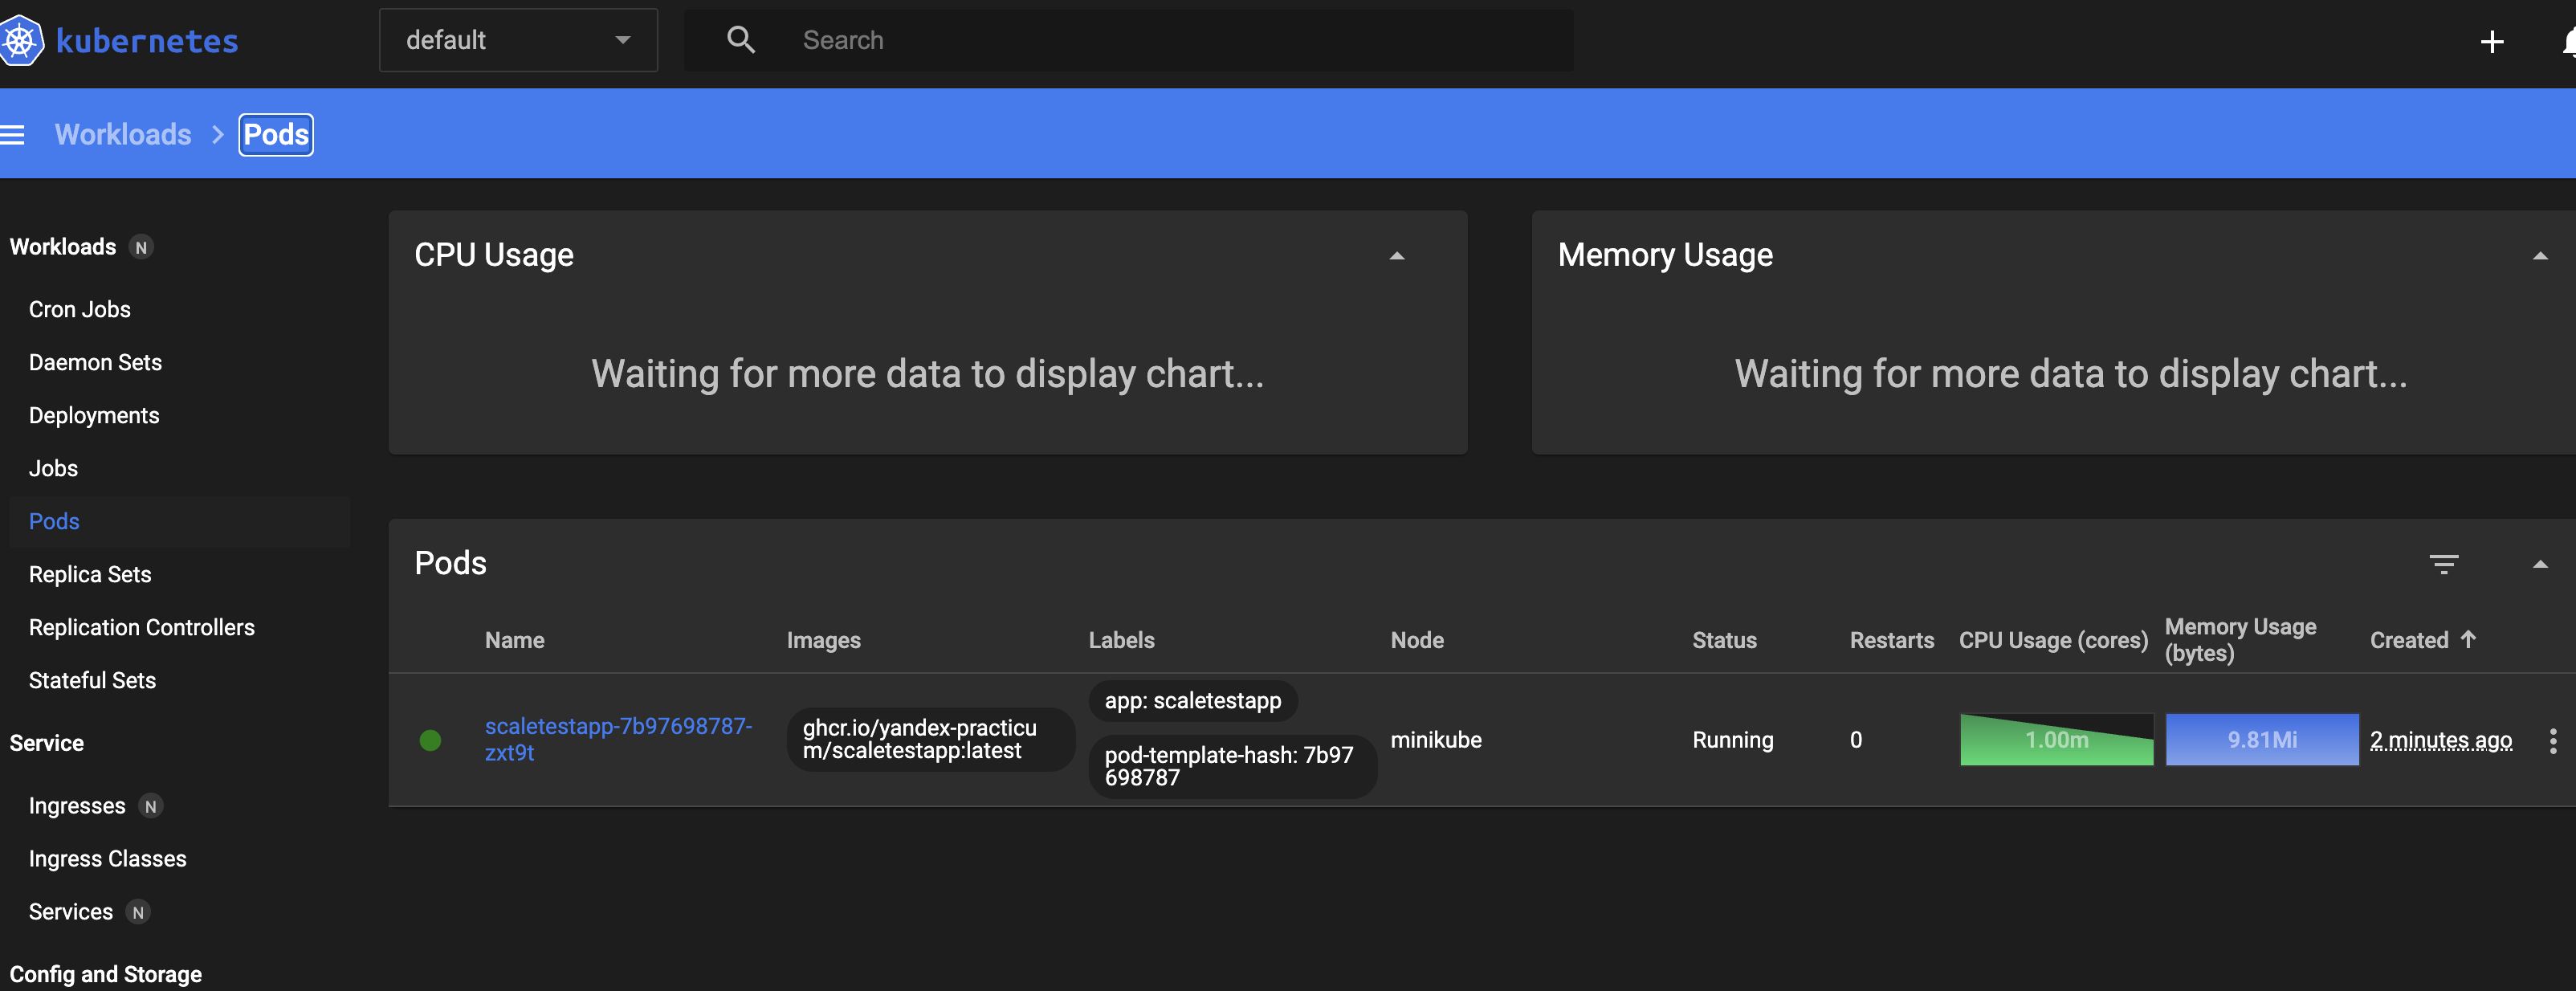 kubernetes
default
Search
Workloads
Pods
Workloads N
Cron Jobs
Daemon Sets
Deployments
Jobs
Pods
Replica Sets
Replication Controllers
Stateful Sets
Service
Ingresses N
Ingress Classes
Services N
Config and Storage
CPU Usage
Waiting for more data to display chart...
Memory Usage
Waiting for more data to display chart...
Pods
Name
Images
Labels
Node
Status
Restarts
CPU Usage (cores)
Memory Usage
(bytes)
Created
scaletestapp-7b97698787-
zxt9t
ghcr.io/yandex-practicu
m/scaletestapp:latest
app: scaletestapp
pod-template-hash: 7b97
698787
minikube
Running
0
1.00m
9.81Mi
2 minutes ago